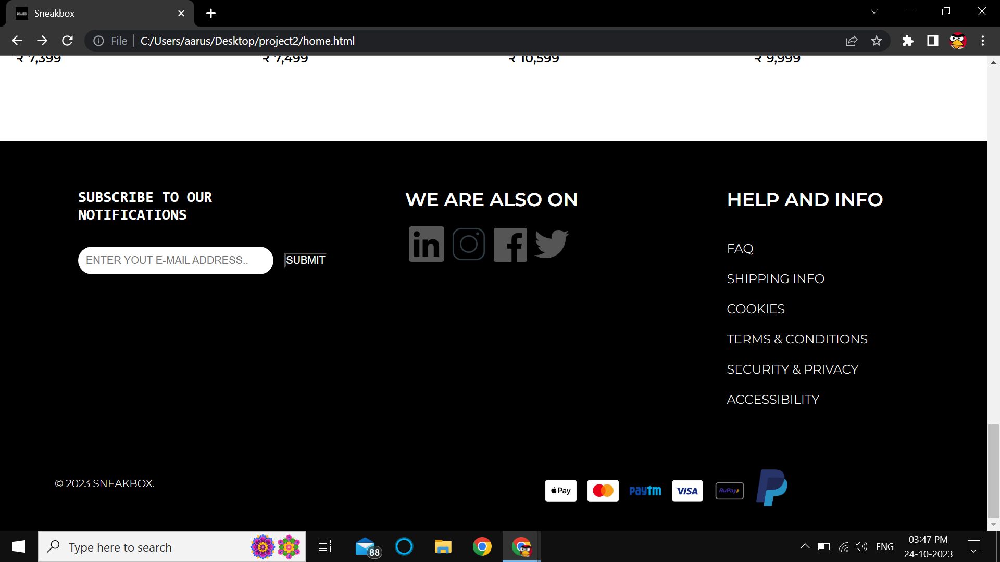 Sneakbox
File
C:/Users/aarus/Desktop/project2/home.html
₹ 7,399
₹ 7,499
₹ 10,599
₹ 9,999
SUBSCRIBE TO OUR
NOTIFICATIONS
ENTER YOUT E-MAIL ADDRESS..
SUBMIT
WE ARE ALSO ON
in
HELP AND INFO
FAQ
SHIPPING INFO
COOKIES
TERMS & CONDITIONS
SECURITY & PRIVACY
ACCESSIBILITY
© 2023 SNEAKBOX.
Pay
paytm
VISA
RuPay
Type here to search
88
ENG
03:47 PM
24-10-2023